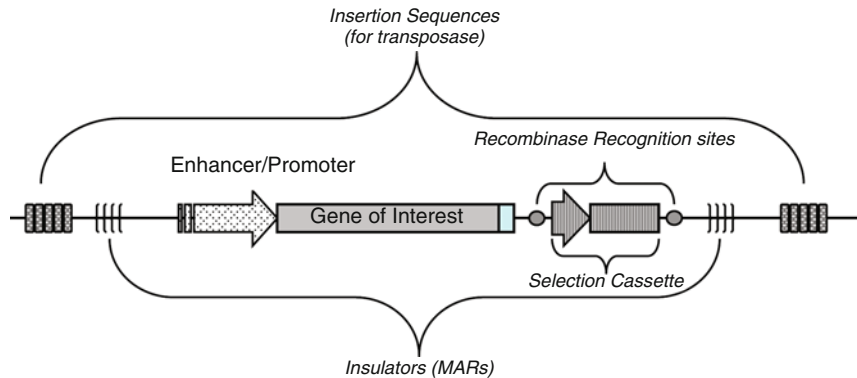 Insertion Sequences
(for transposase)
Recombinase Recognition sites
Enhancer/Promoter
Gene of Interest
Selection Cassette
Insulators (MARs)